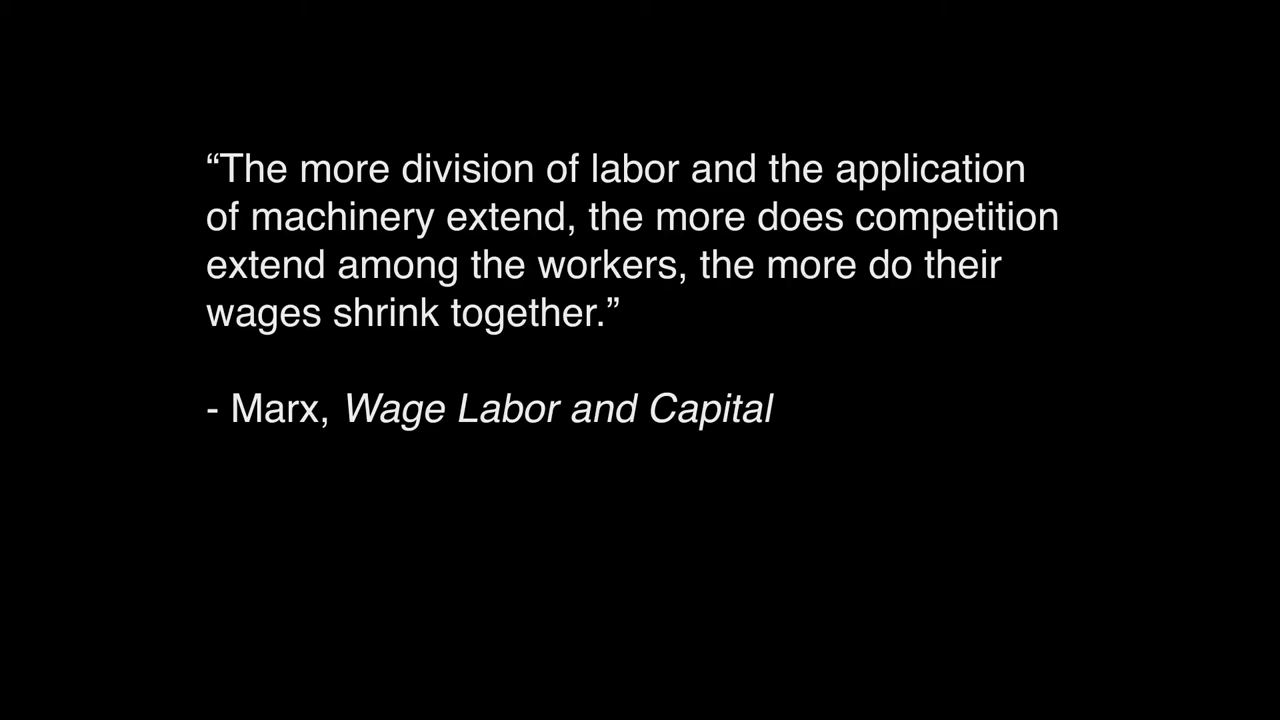 “The more division of labor and the application
of machinery extend, the more does competition
extend among the workers, the more do their
wages shrink together.”
- Marx, Wage Labor and Capital